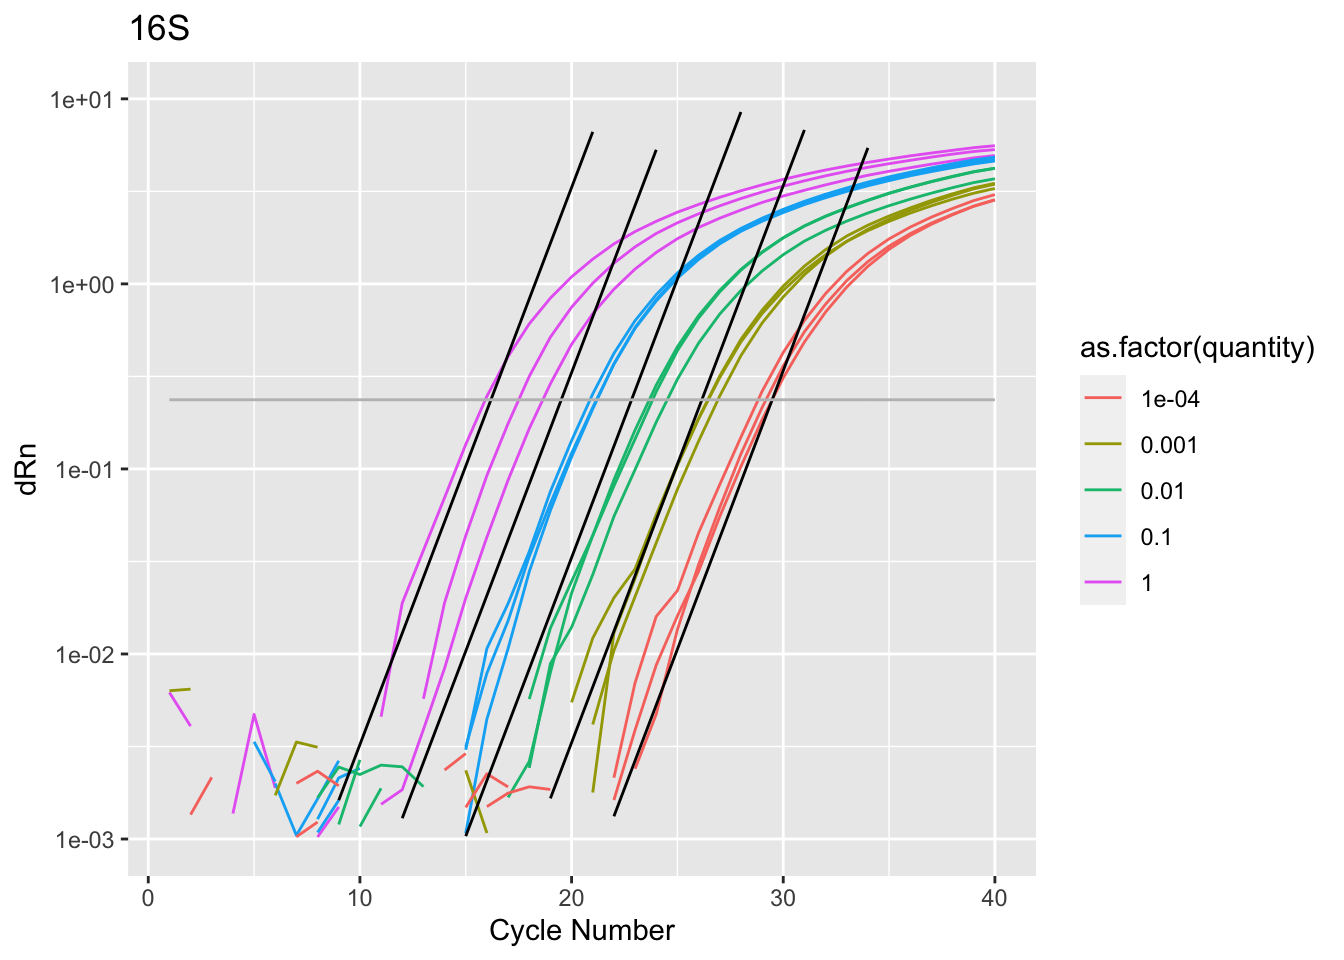 16S
1e+01
1e+00
1e-01
1e-02
1e-03
dRn
0 10 20 30 40
Cycle Number
as.factor(quantity)
1e-04
0.001
0.01
0.1
1